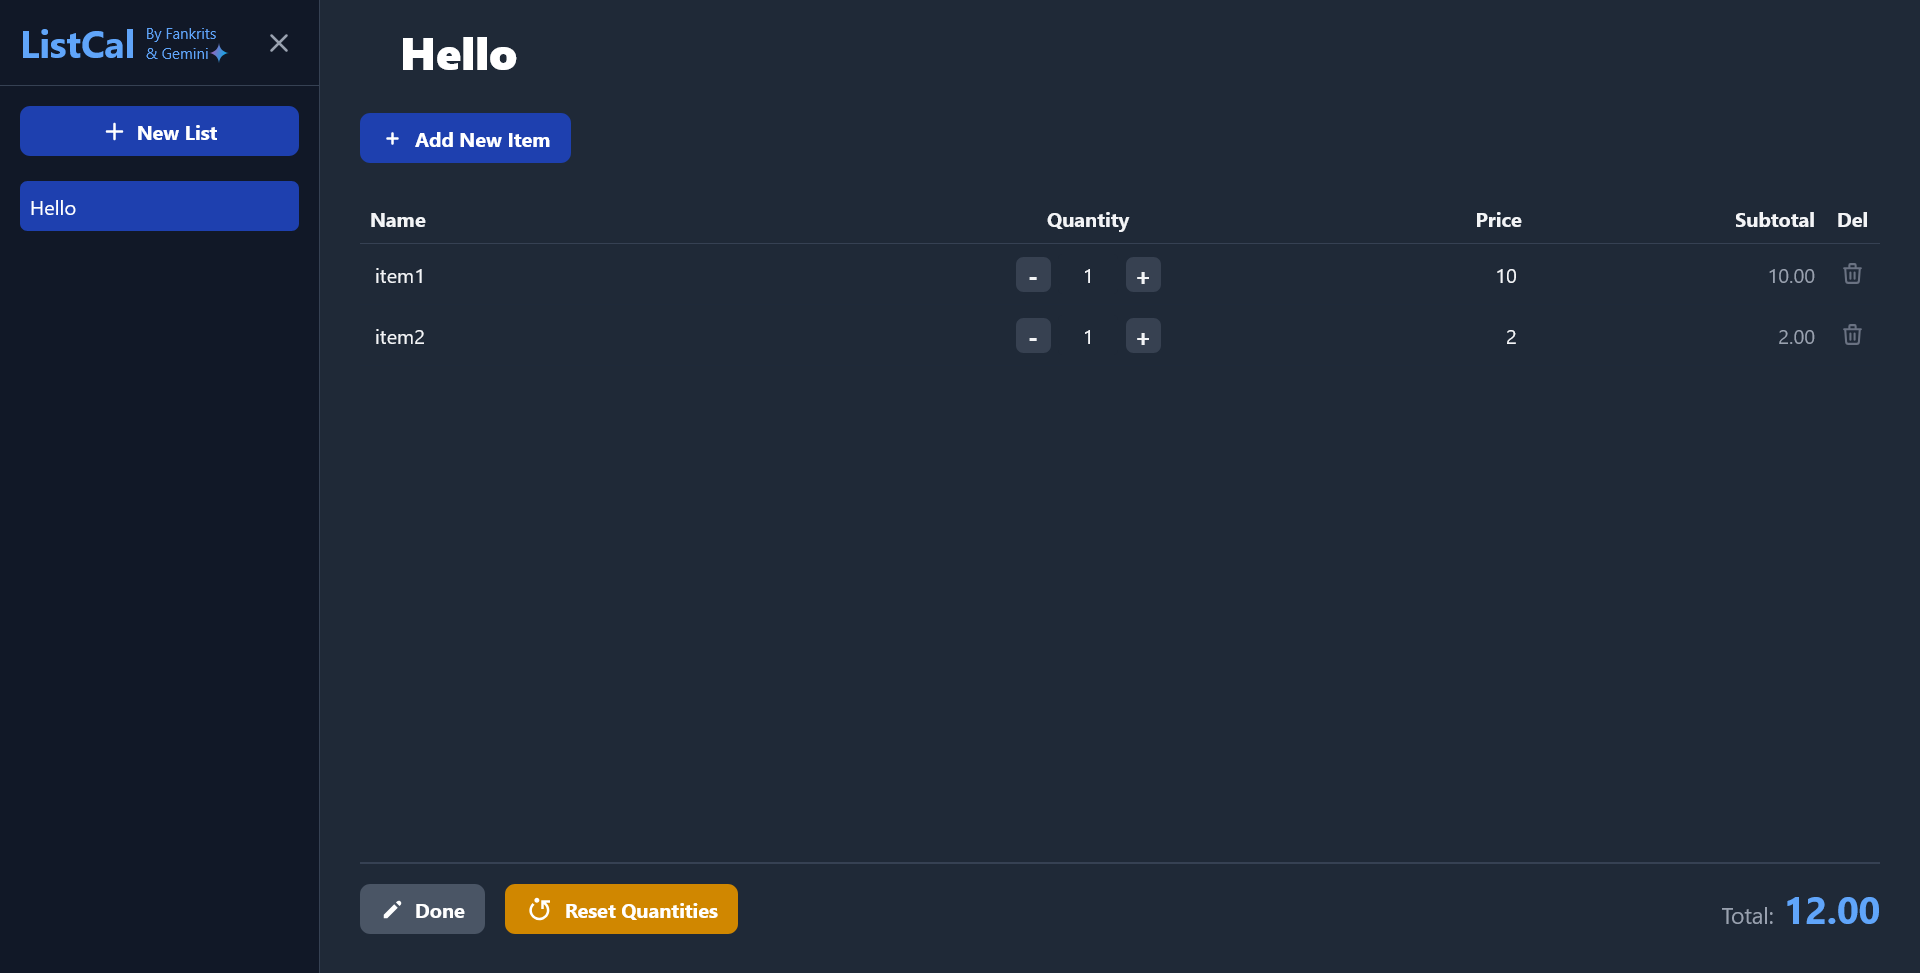 ListCal By Fankrits
& Gemini
New List
Hello
Hello
+ Add New Item
Name Quantity Price Subtotal Del
item1 - 1 + 10 10.00
item2 - 1 + 2 2.00
Done Reset Quantities Total: 12.00